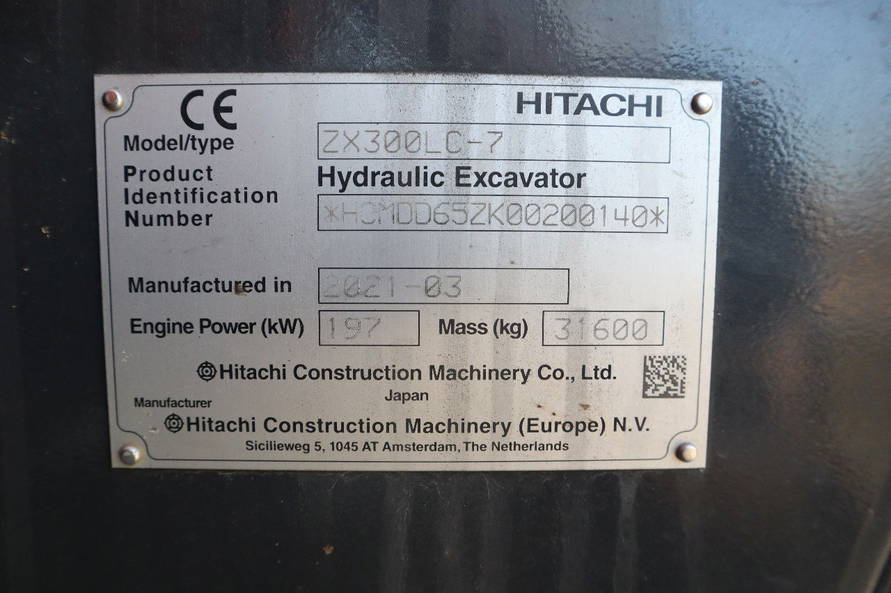 CE HITACHI
Model/type ZX300LC-7
Product Hydraulic Excavator
Identification
Number *HCMDD65ZK00200140*
Manufactured in 2021-03
Engine Power (kW) 197 Mass (kg) 31600
Hitachi Construction Machinery Co., Ltd.
Japan
Manufacturer
Hitachi Construction Machinery (Europe) N.V.
Sicilieweg 5, 1045 AT Amsterdam, The Netherlands